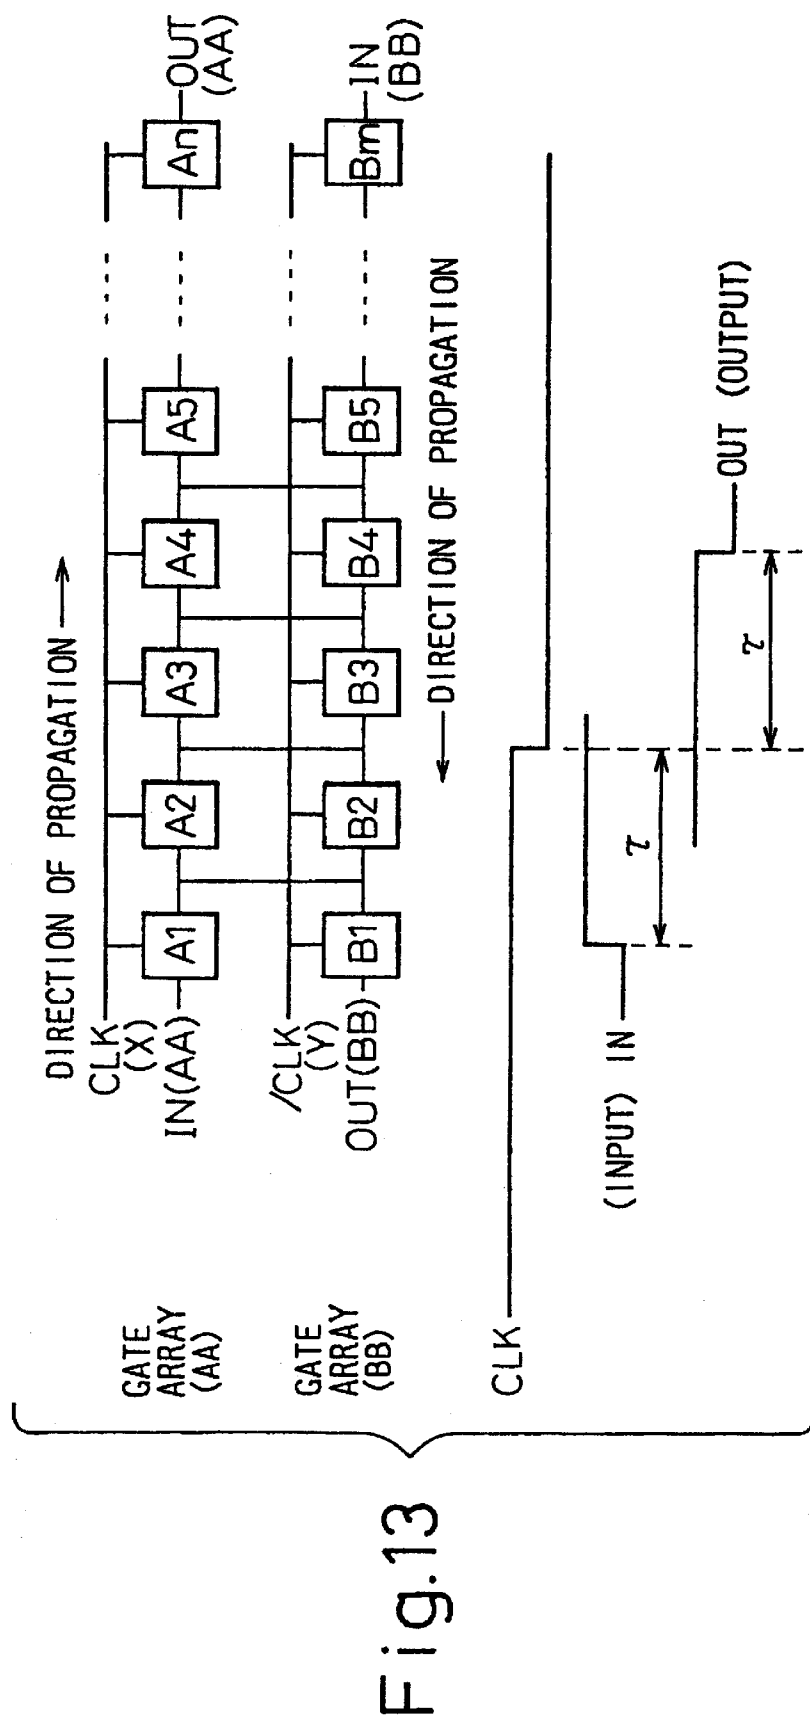 Fig.13
DIRECTION OF PROPAGATION →
CLK
(X)
IN(AA)
GATE
ARRAY
(AA)
A1 A2 A3 A4 A5 An
OUT
(AA)
/CLK
(Y)
OUT(BB)
GATE
ARRAY
(BB)
B1 B2 B3 B4 B5 Bm
IN
(BB)
← DIRECTION OF PROPAGATION
CLK
(INPUT) IN
τ
τ
OUT (OUTPUT)